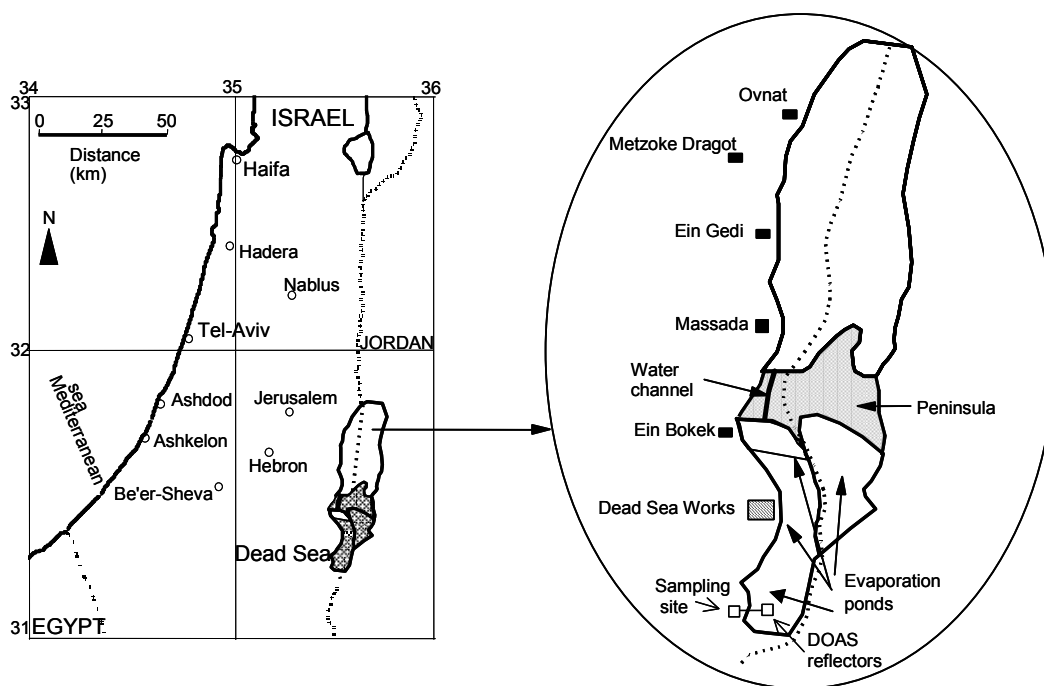 34
35
36
33
ISRAEL
0 25 50
Distance
(km)
Haifa
N
Hadera
Nablus
Tel-Aviv
32
JORDAN
Mediterranean
sea
Ashdod
Jerusalem
Ashkelon
Hebron
Be'er-Sheva
Dead Sea
31
EGYPT
Ovnat
Metzoke Dragot
Ein Gedi
Massada
Water
channel
Peninsula
Ein Bokek
Dead Sea Works
Evaporation
ponds
Sampling
site
DOAS
reflectors